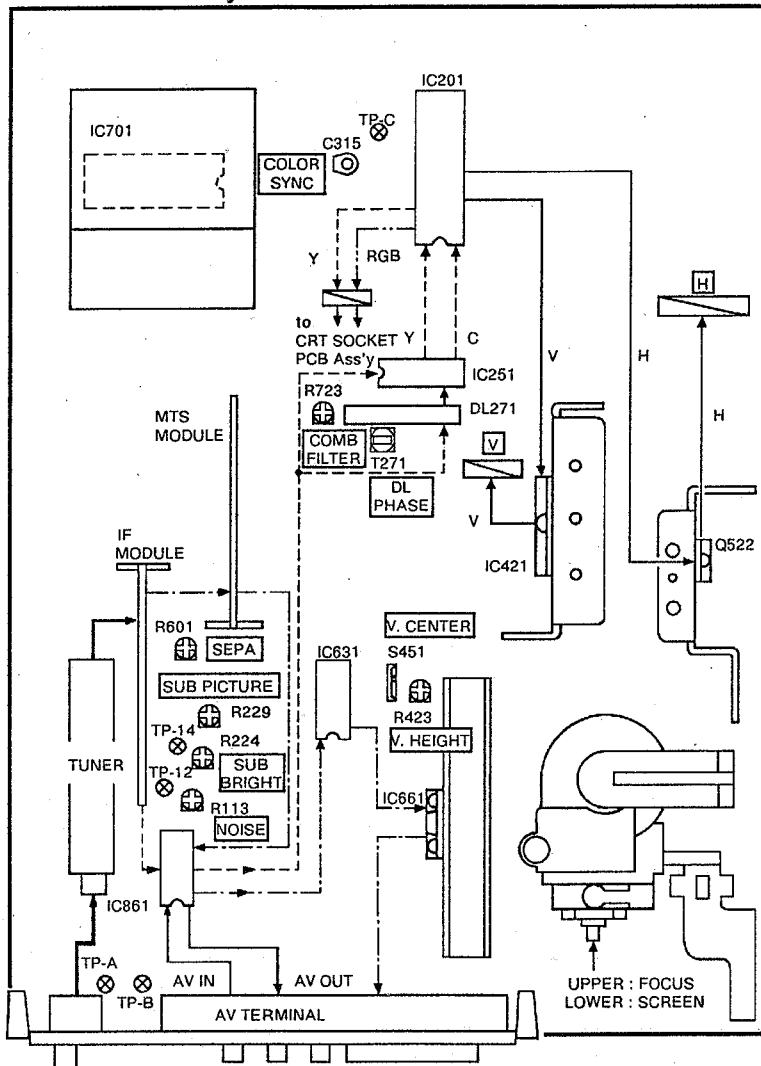 IC201
TP-C
IC701
C315
COLOR
SYNC
Y
RGB
H
to
CRT SOCKET
PCB Ass'y
Y
C
V
H
IC251
R723
DL271
H
MTS
MODULE
COMB
FILTER
T271
V
DL
PHASE
V
IF
MODULE
IC421
Q522
V. CENTER
R601
SEPA
IC631
S451
SUB PICTURE
R229
R423
TP-14
R224
V. HEIGHT
TUNER
SUB
BRIGHT
TP-12
IC661
R113
NOISE
IC861
TP-A
TP-B
AV IN
AV OUT
UPPER : FOCUS
LOWER : SCREEN
AV TERMINAL